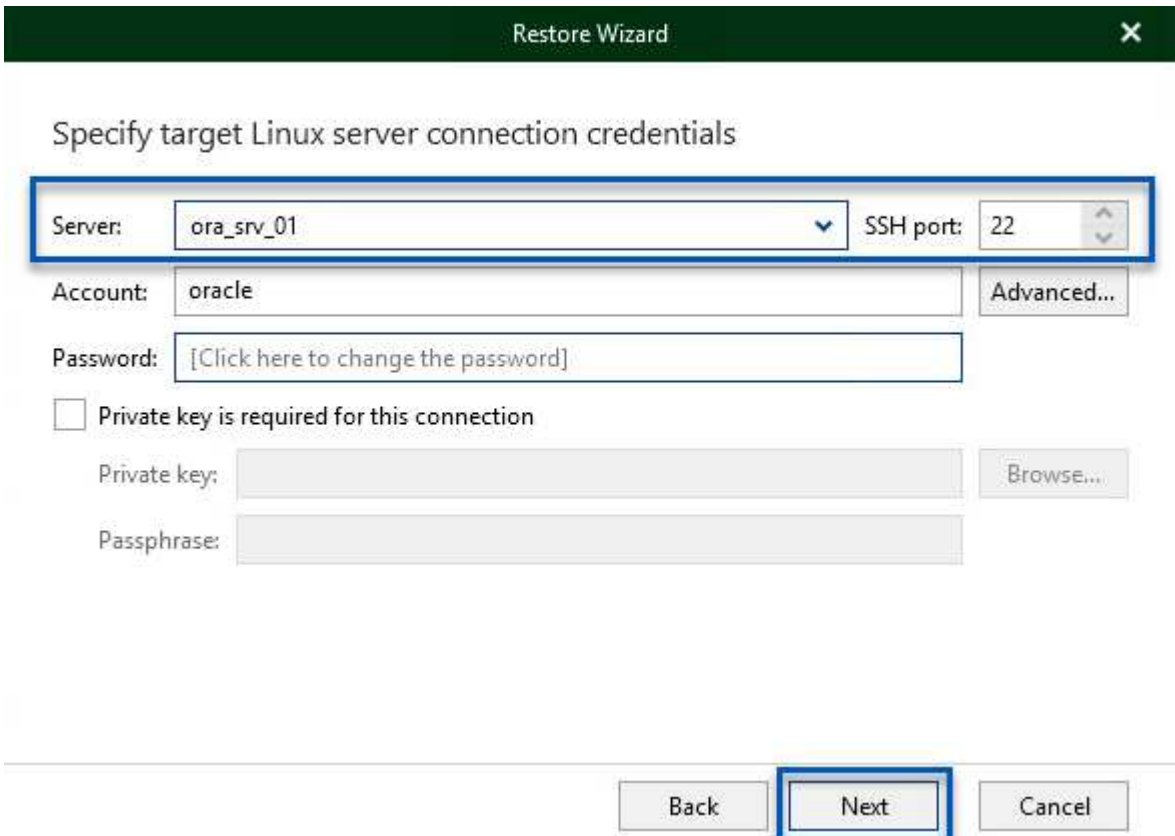 Restore Wizard
Specify target Linux server connection credentials
Server: ora_srv_01 SSH port: 22
Account: oracle Advanced...
Password: [Click here to change the password]
Private key is required for this connection
Private key: Browse...
Passphrase:
Back Next Cancel